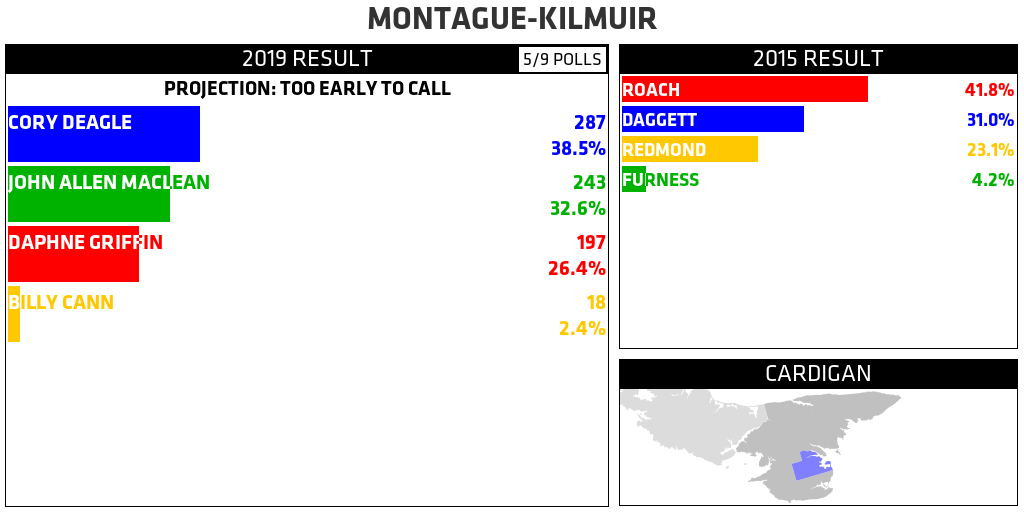 MONTAGUE-KILMUIR
2019 RESULT
5/9 POLLS
PROJECTION: TOO EARLY TO CALL
CORY DEAGLE 287
38.5%
JOHN ALLEN MACLEAN 243
32.6%
DAPHNE GRIFFIN 197
26.4%
BILLY CANN 18
2.4%
2015 RESULT
ROACH 41.8%
DAGGETT 31.0%
REDMOND 23.1%
FURNESS 4.2%
CARDIGAN